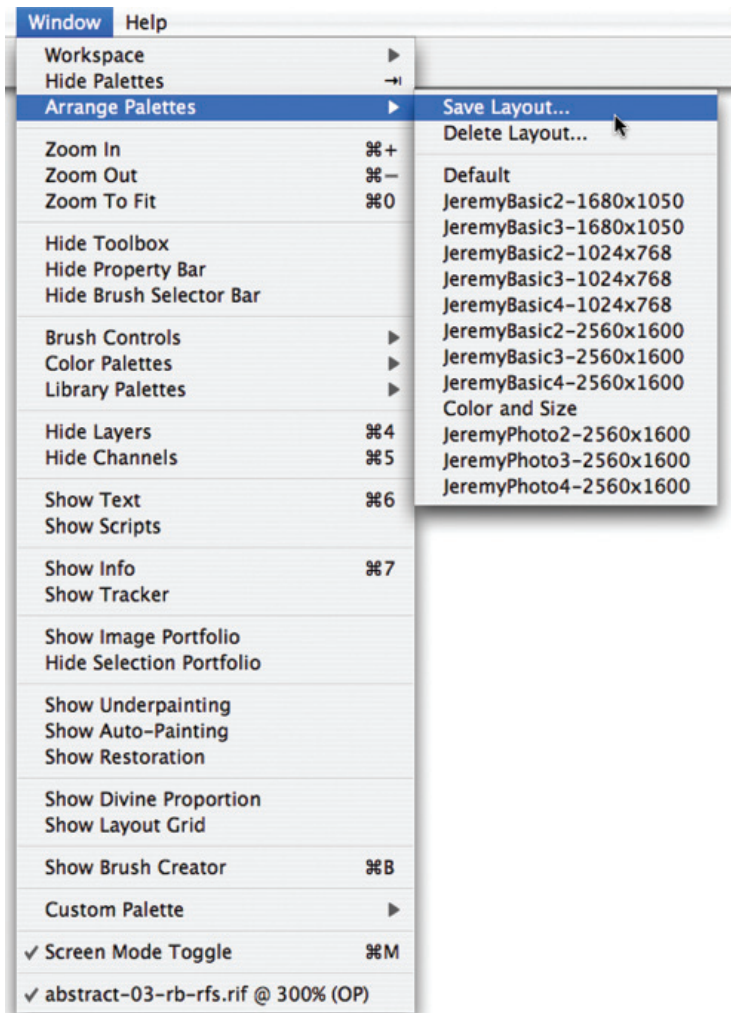 Window Help
Workspace
Hide Palettes
Arrange Palettes
Zoom In ⌘+
Zoom Out ⌘−
Zoom To Fit ⌘0
Hide Toolbox
Hide Property Bar
Hide Brush Selector Bar
Brush Controls
Color Palettes
Library Palettes
Hide Layers ⌘4
Hide Channels ⌘5
Show Text ⌘6
Show Scripts
Show Info ⌘7
Show Tracker
Show Image Portfolio
Hide Selection Portfolio
Show Underpainting
Show Auto-Painting
Show Restoration
Show Divine Proportion
Show Layout Grid
Show Brush Creator ⌘B
Custom Palette
✓ Screen Mode Toggle ⌘M
✓ abstract-03-rb-rfs.rif @ 300% (OP)
Save Layout...
Delete Layout...
Default
JeremyBasic2-1680x1050
JeremyBasic3-1680x1050
JeremyBasic2-1024x768
JeremyBasic3-1024x768
JeremyBasic4-1024x768
JeremyBasic2-2560x1600
JeremyBasic3-2560x1600
JeremyBasic4-2560x1600
Color and Size
JeremyPhoto2-2560x1600
JeremyPhoto3-2560x1600
JeremyPhoto4-2560x1600